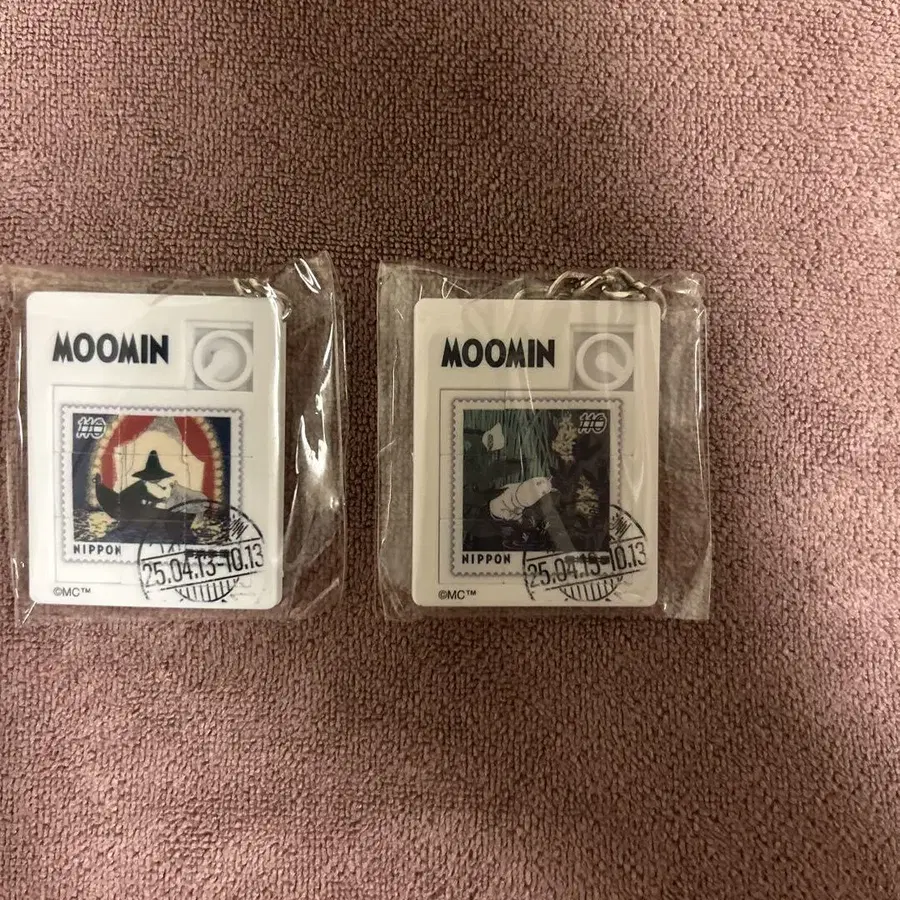 MOOMIN
110
NIPPON
25.04.13-10.13
©MC™
MOOMIN
110
NIPPON
25.04.13-10.13
©MC™